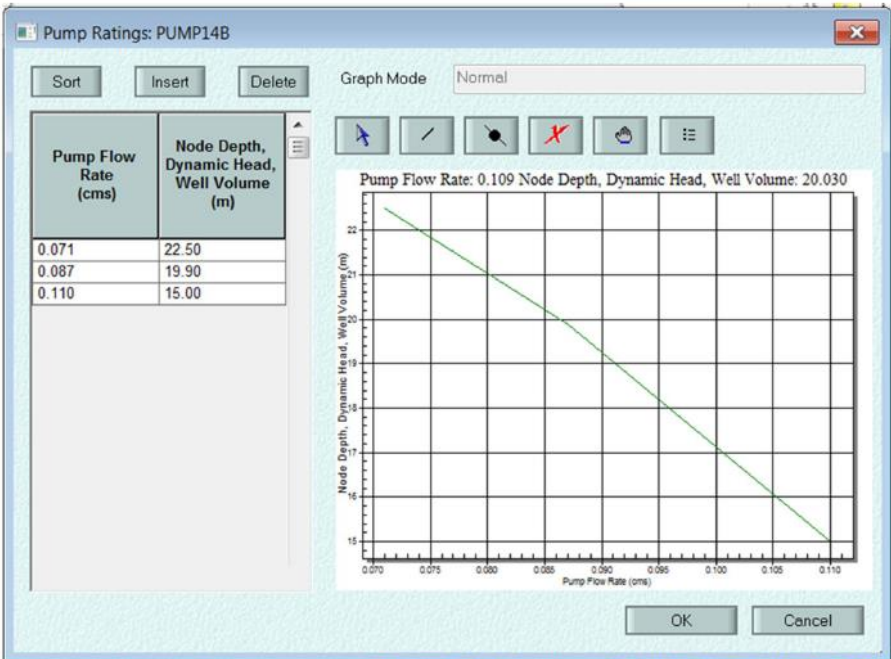 Pump Ratings: PUMP14B
Sort Insert Delete
Graph Mode Normal
Pump Flow Rate (cms)
Node Depth, Dynamic Head, Well Volume (m)
0.071 22.50
0.087 19.90
0.110 15.00
Pump Flow Rate: 0.109 Node Depth, Dynamic Head, Well Volume: 20.030
Node Depth, Dynamic Head, Well Volume (m)
22
21
20
19
18
17
16
15
0.070 0.075 0.080 0.085 0.090 0.095 0.100 0.105 0.110
Pump Flow Rate (cms)
OK Cancel